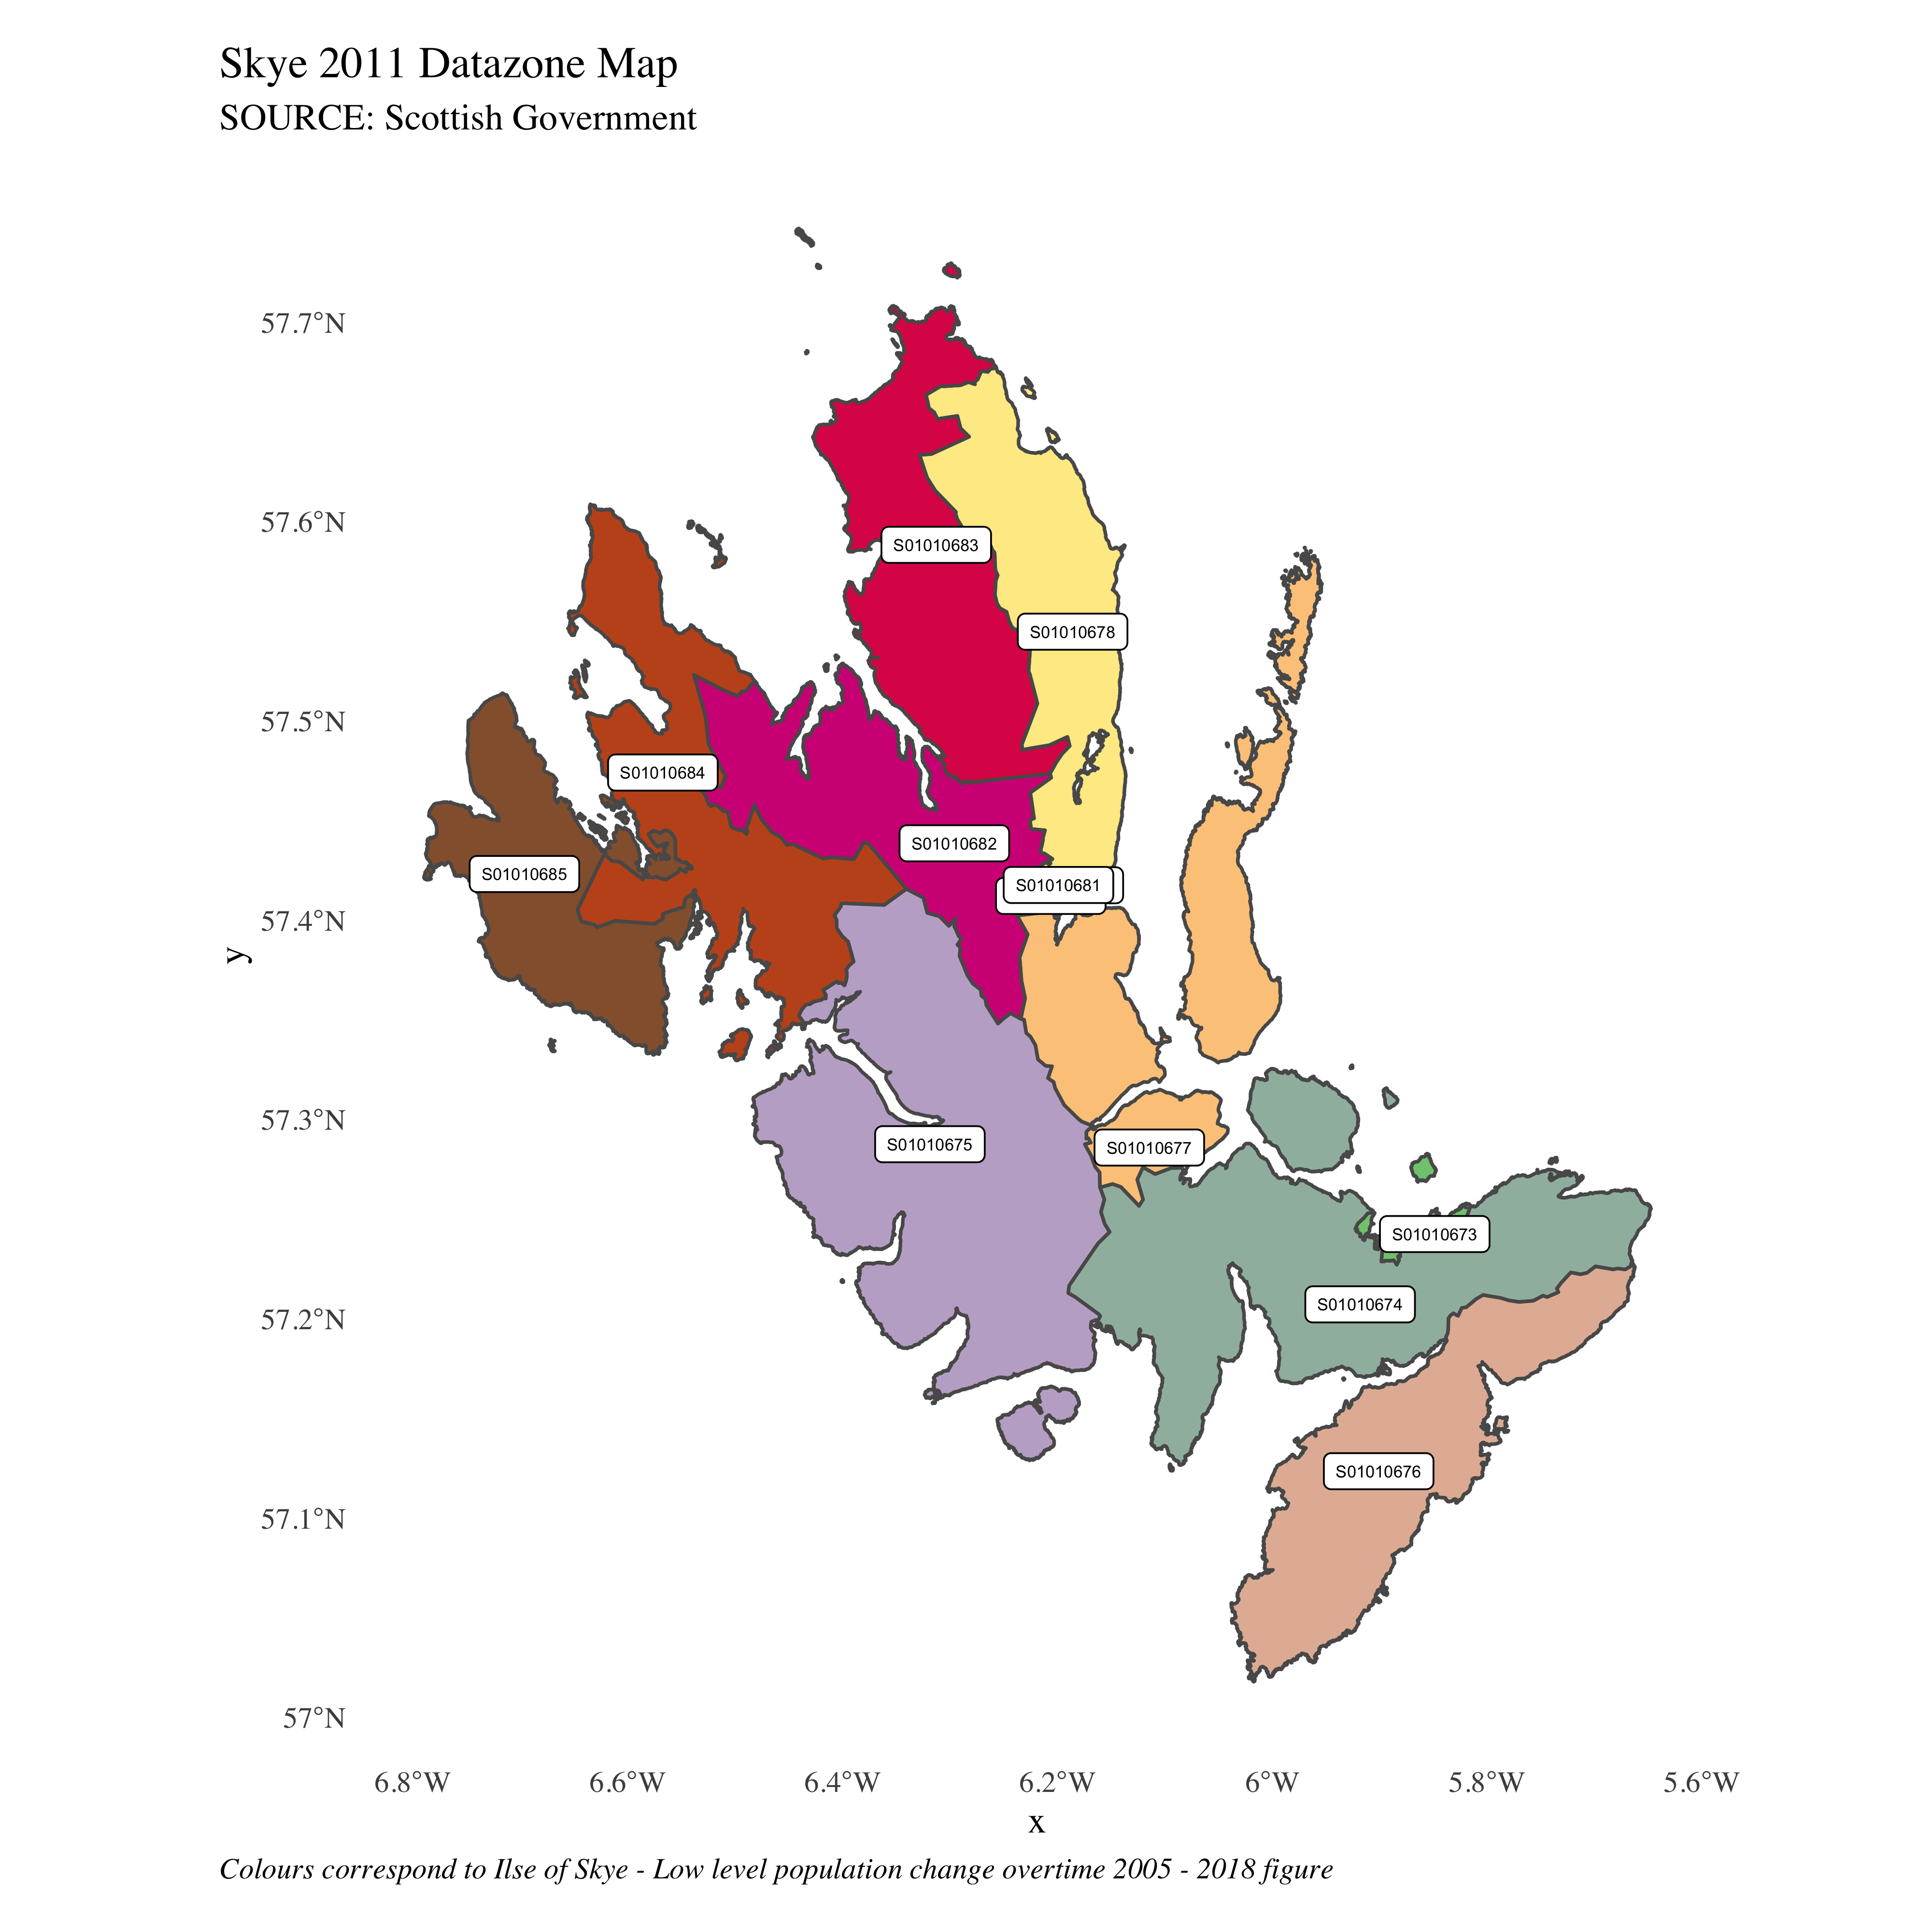 Skye 2011 Datazone Map
SOURCE: Scottish Government
57.7°N
57.6°N
57.5°N
57.4°N
57.3°N
57.2°N
57.1°N
57°N
y
S01010683
S01010678
S01010684
S01010682
S01010685
S01010681
S01010675
S01010677
S01010673
S01010674
S01010676
6.8°W
6.6°W
6.4°W
6.2°W
6°W
5.8°W
5.6°W
x
Colours correspond to Ilse of Skye - Low level population change overtime 2005 - 2018 figure